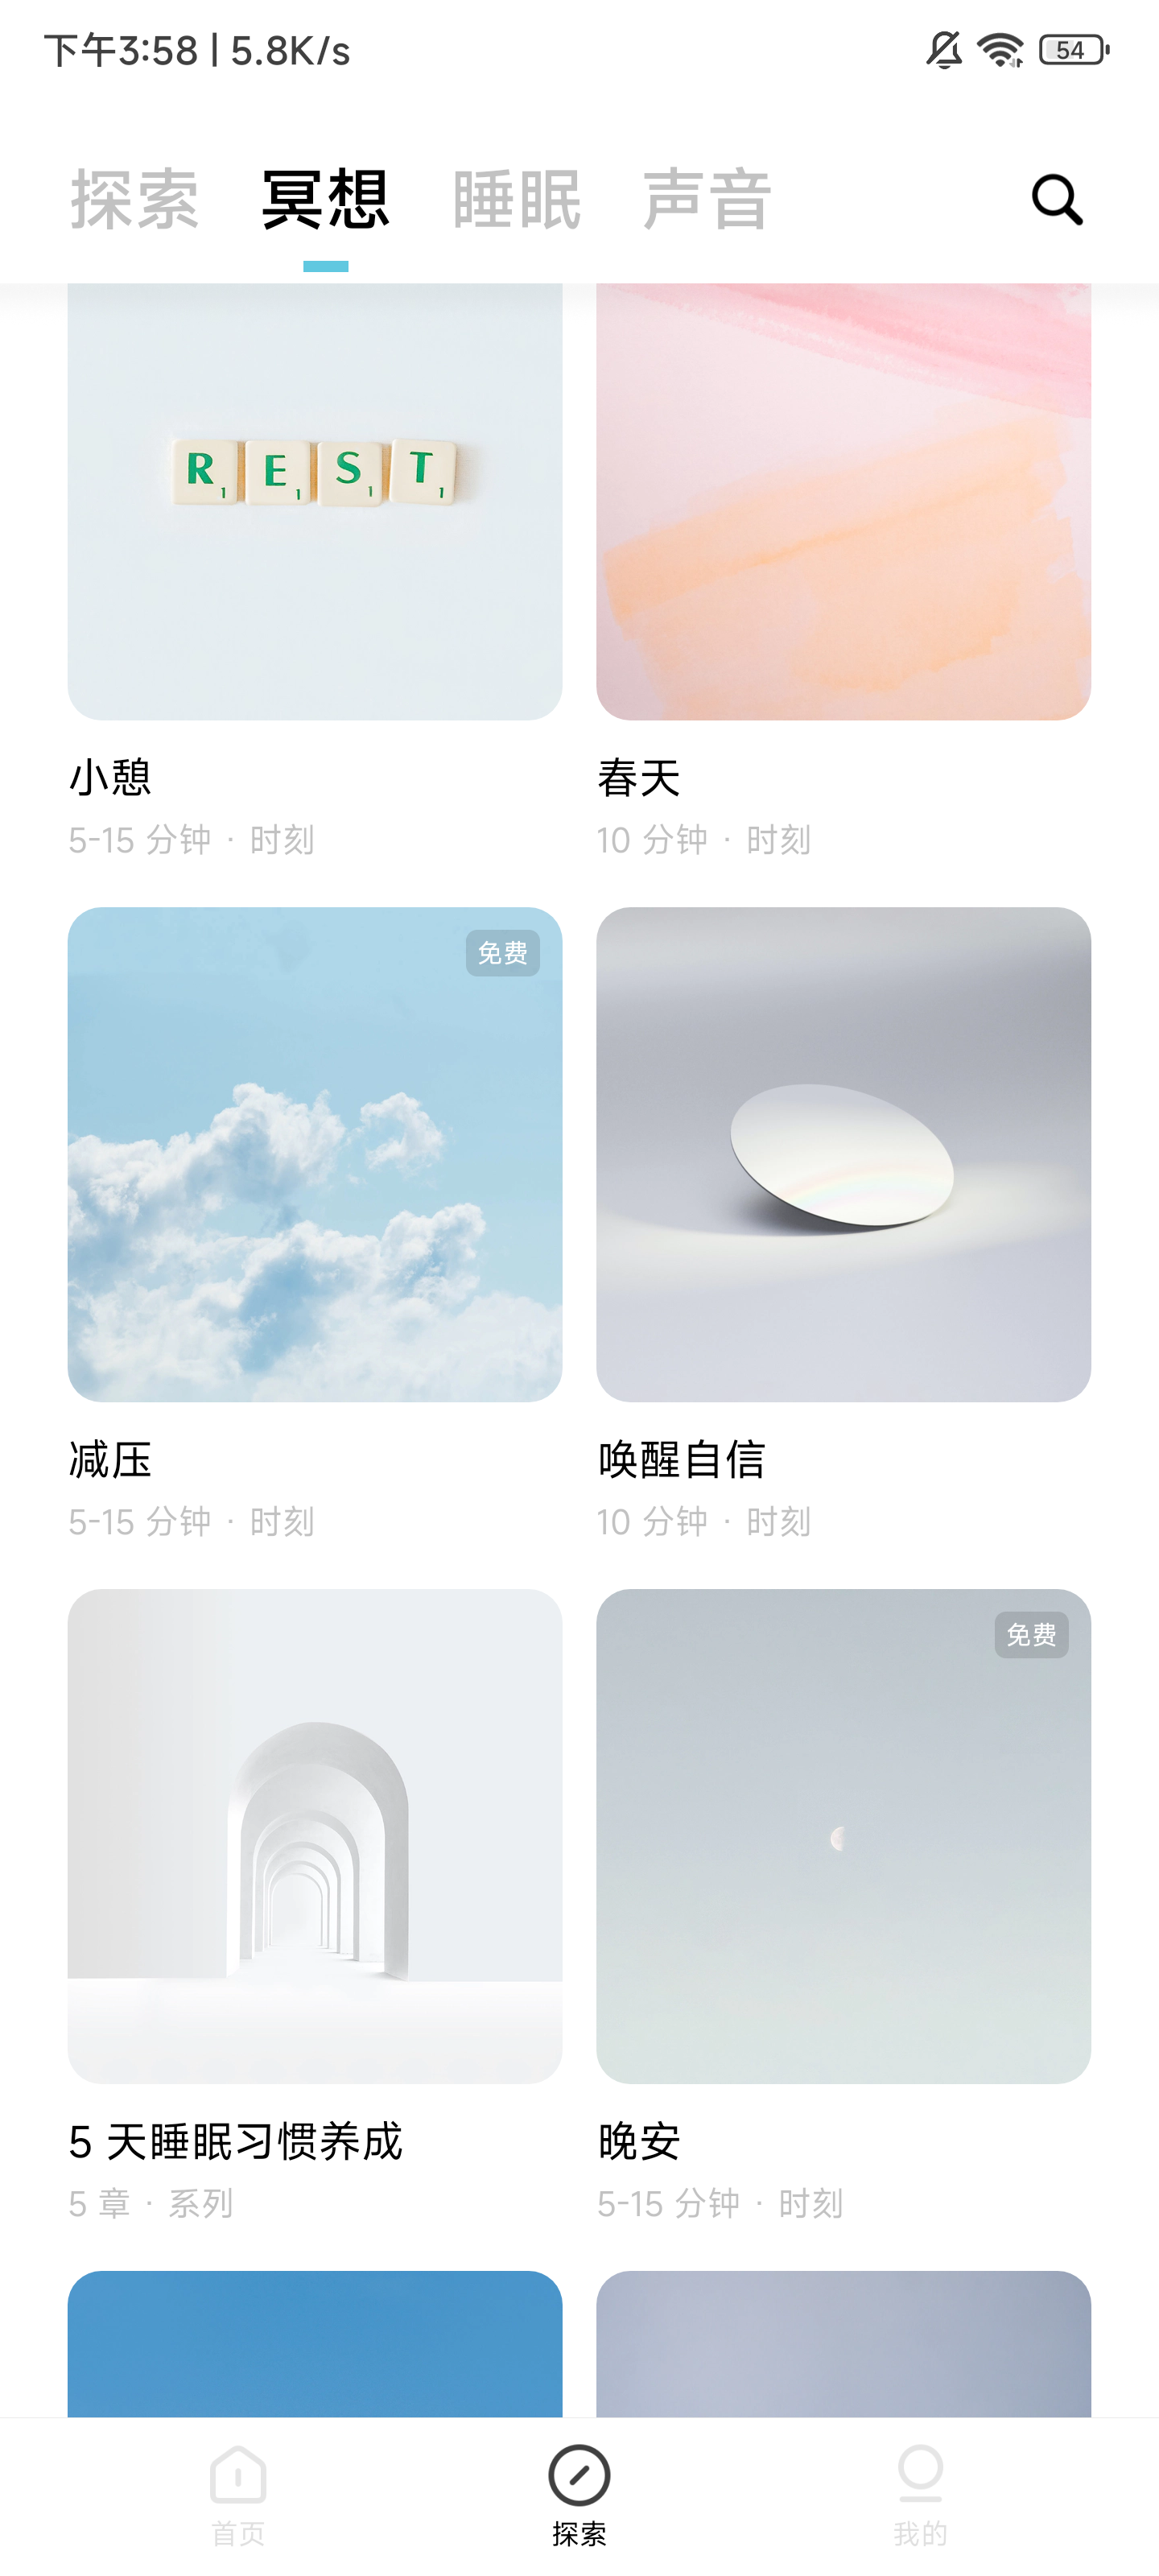 下午3:58 | 5.8K/s
54
探索 冥想 睡眠 声音
R1 E1 S1 T1
小憩 春天
5-15 分钟 · 时刻 10 分钟 · 时刻
免费
减压 唤醒自信
5-15 分钟 · 时刻 10 分钟 · 时刻
免费
5 天睡眠习惯养成 晚安
5 章 · 系列 5-15 分钟 · 时刻
首页 探索 我的